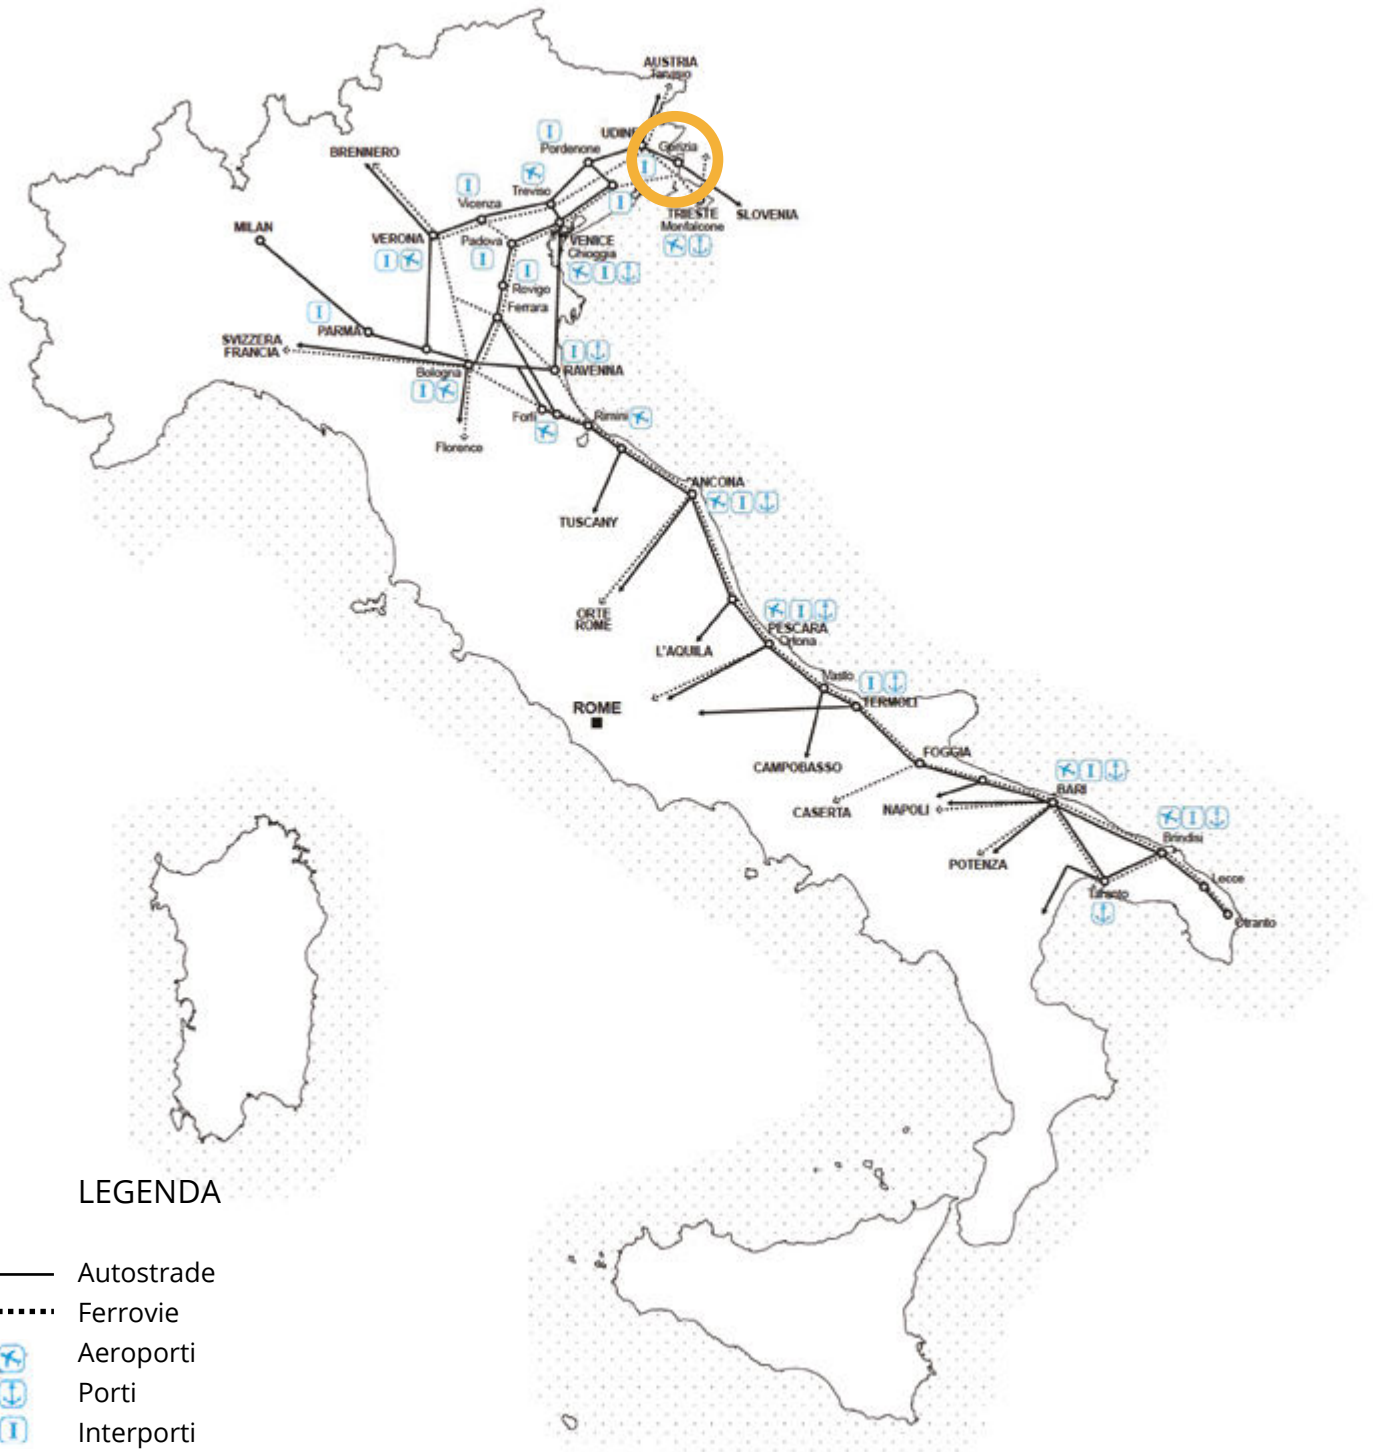 AUSTRIA
Tarvisio
UDINE
Pordenone
Gorizia
BRENNERO
Treviso
Vicenza
SLOVENIA
TRIESTE
Monfalcone
MILAN
VERONA
Padova
VENICE
Chioggia
Rovigo
Ferrara
PARMA
SVIZZERA
FRANCIA
Bologna
RAVENNA
Forlì
Rimini
Florence
ANCONA
TUSCANY
ORTE
ROME
PESCARA
Ortona
L'AQUILA
Vasto
TERMOLI
ROME
FOGGIA
CAMPOBASSO
BARI
CASERTA
NAPOLI
Brindisi
POTENZA
Lecce
Taranto
Otranto
LEGENDA
Autostrade
Ferrovie
Aeroporti
Porti
I Interporti